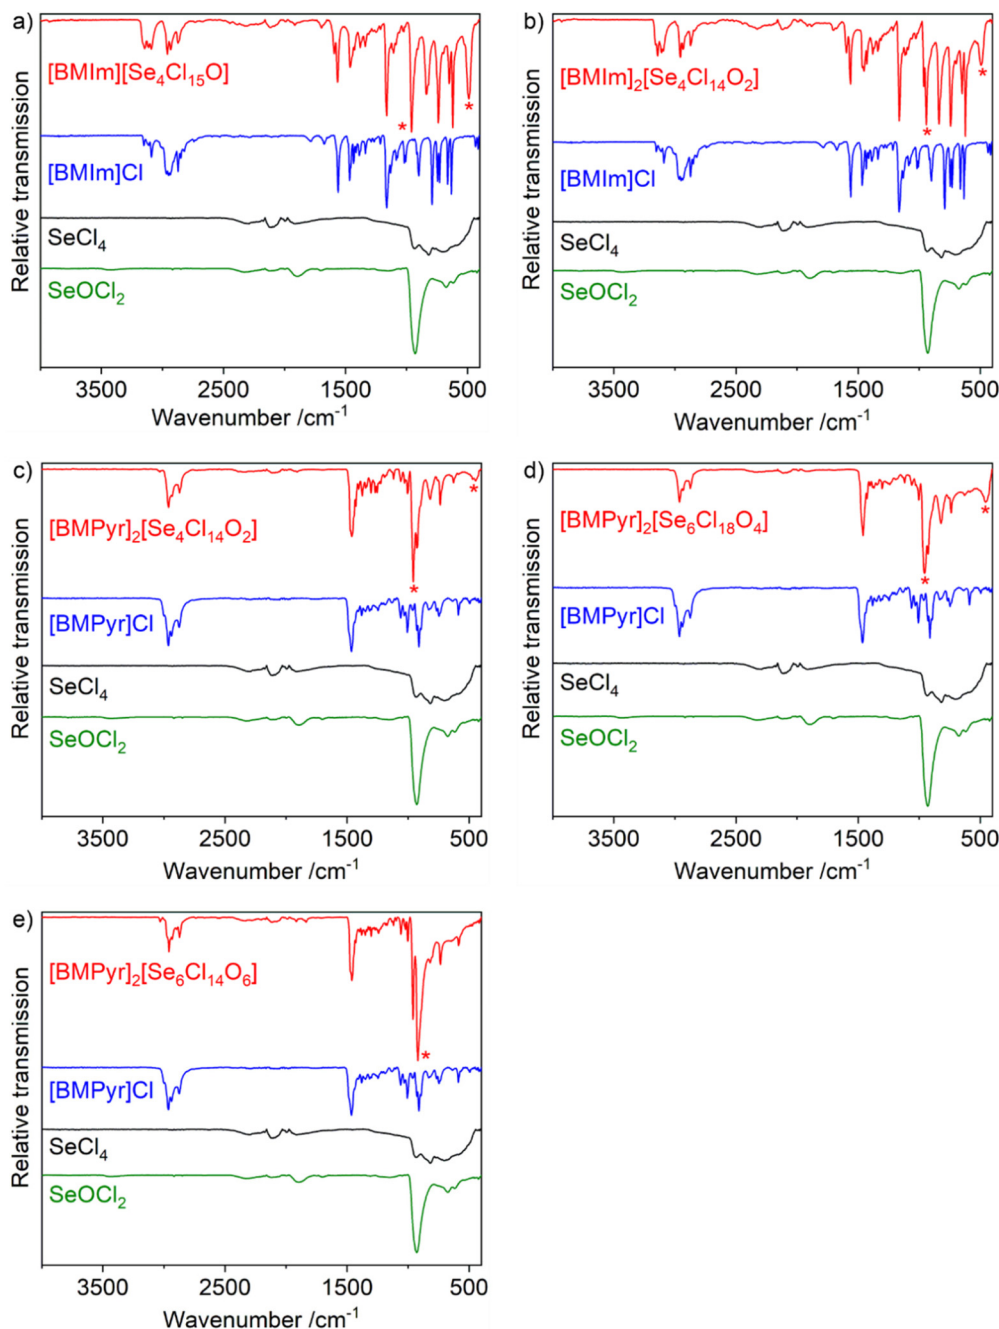 a)
Relative transmission
[BMIm][Se₄Cl₁₅O]
*
*
[BMIm]Cl
SeCl₄
SeOCl₂
3500 2500 1500 500
Wavenumber /cm⁻¹
b)
Relative transmission
[BMIm]₂[Se₄Cl₁₄O₂]
*
*
[BMIm]Cl
SeCl₄
SeOCl₂
3500 2500 1500 500
Wavenumber /cm⁻¹
c)
Relative transmission
*
[BMPyr]₂[Se₄Cl₁₄O₂]
*
[BMPyr]Cl
SeCl₄
SeOCl₂
3500 2500 1500 500
Wavenumber /cm⁻¹
d)
Relative transmission
*
[BMPyr]₂[Se₆Cl₁₈O₄]
*
[BMPyr]Cl
SeCl₄
SeOCl₂
3500 2500 1500 500
Wavenumber /cm⁻¹
e)
Relative transmission
[BMPyr]₂[Se₆Cl₁₄O₆]
*
[BMPyr]Cl
SeCl₄
SeOCl₂
3500 2500 1500 500
Wavenumber /cm⁻¹